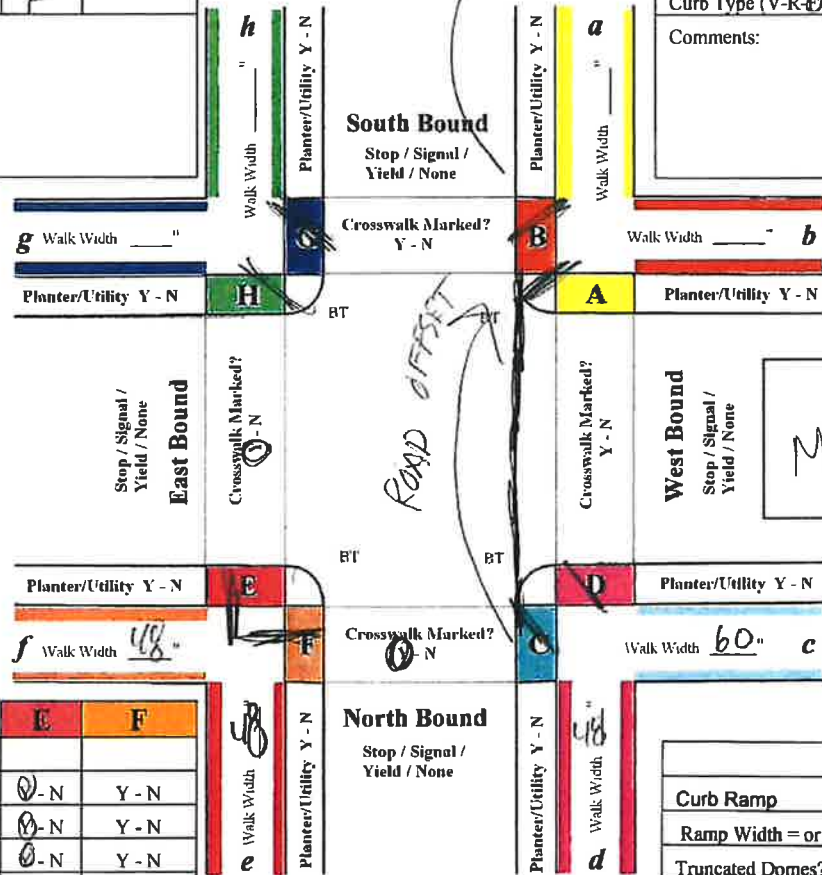 Curb Type (V-R-
h
a
Comments:
Planter/Utility Y - N
Planter/Utility Y - N
Walk Width ____"
Walk Width ____"
South Bound
Stop / Signal /
Yield / None
g Walk Width ____"
G
Crosswalk Marked?
Y - N
B
Walk Width ____" b
Planter/Utility Y - N
H
BT
BT
A
Planter/Utility Y - N
ROAD OFFSET
Stop / Signal /
Yield / None
East Bound
Crosswalk Marked?
Y - N
Crosswalk Marked?
Y - N
West Bound
Stop / Signal /
Yield / None
BT
BT
Planter/Utility Y - N
E
D
Planter/Utility Y - N
f Walk Width 48"
F
Crosswalk Marked?
Y - N
C
Walk Width 60" c
E
F
Walk Width 48"
Planter/Utility Y - N
North Bound
Stop / Signal /
Yield / None
Planter/Utility Y - N
Walk Width 48"
Y - N
Y - N
Y - N
Y - N
Y - N
Y - N
Curb Ramp
Ramp Width = or
Truncated Domes?
e
d